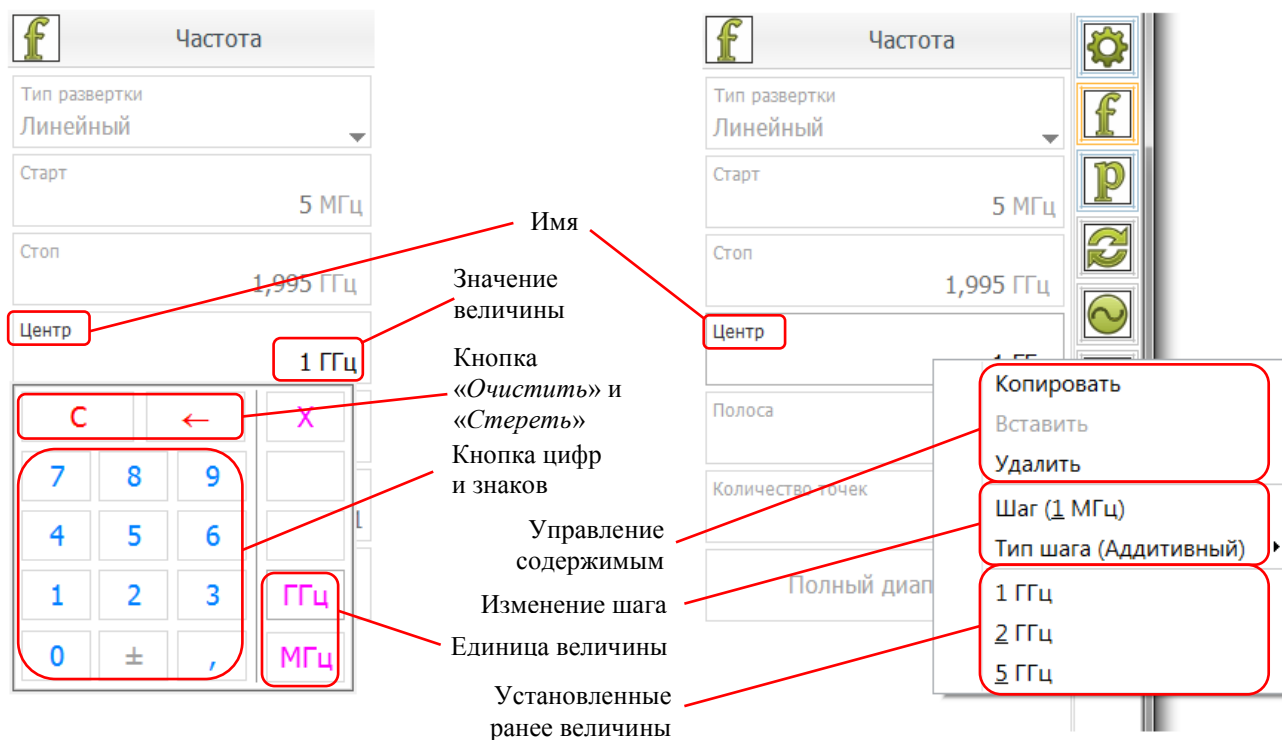 f Частота
Тип развертки
Линейный
Старт
5 МГц
Стоп
1,995 ГГц
Центр
1 ГГц
C ← X
7 8 9
4 5 6
1 2 3 ГГц
0 ± , МГц
Имя
Значение
величины
Кнопка
«Очистить» и
«Стереть»
Кнопка цифр
и знаков
Управление
содержимым
Изменение шага
Единица величины
Установленные
ранее величины
f Частота
Тип развертки
Линейный
Старт
5 МГц
Стоп
1,995 ГГц
Центр
Полоса
Количество точек
Полный диап
f
p
Копировать
Вставить
Удалить
Шаг (1 МГц)
Тип шага (Аддитивный)
1 ГГц
2 ГГц
5 ГГц